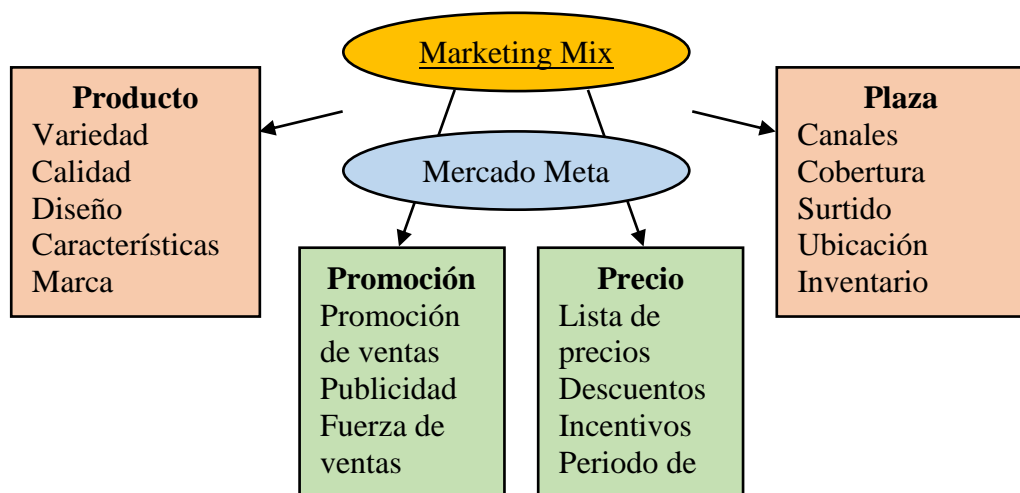 Marketing Mix
Producto
Variedad
Calidad
Diseño
Características
Marca
Mercado Meta
Plaza
Canales
Cobertura
Surtido
Ubicación
Inventario
Promoción
Promoción
de ventas
Publicidad
Fuerza de
ventas
Precio
Lista de
precios
Descuentos
Incentivos
Periodo de